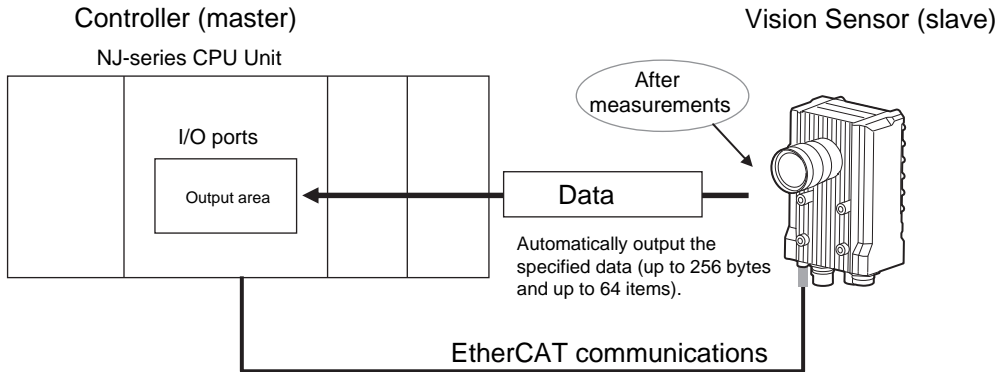 Controller (master)
Vision Sensor (slave)
NJ-series CPU Unit
After
measurements
I/O ports
Output area
Data
Automatically output the
specified data (up to 256 bytes
and up to 64 items).
EtherCAT communications